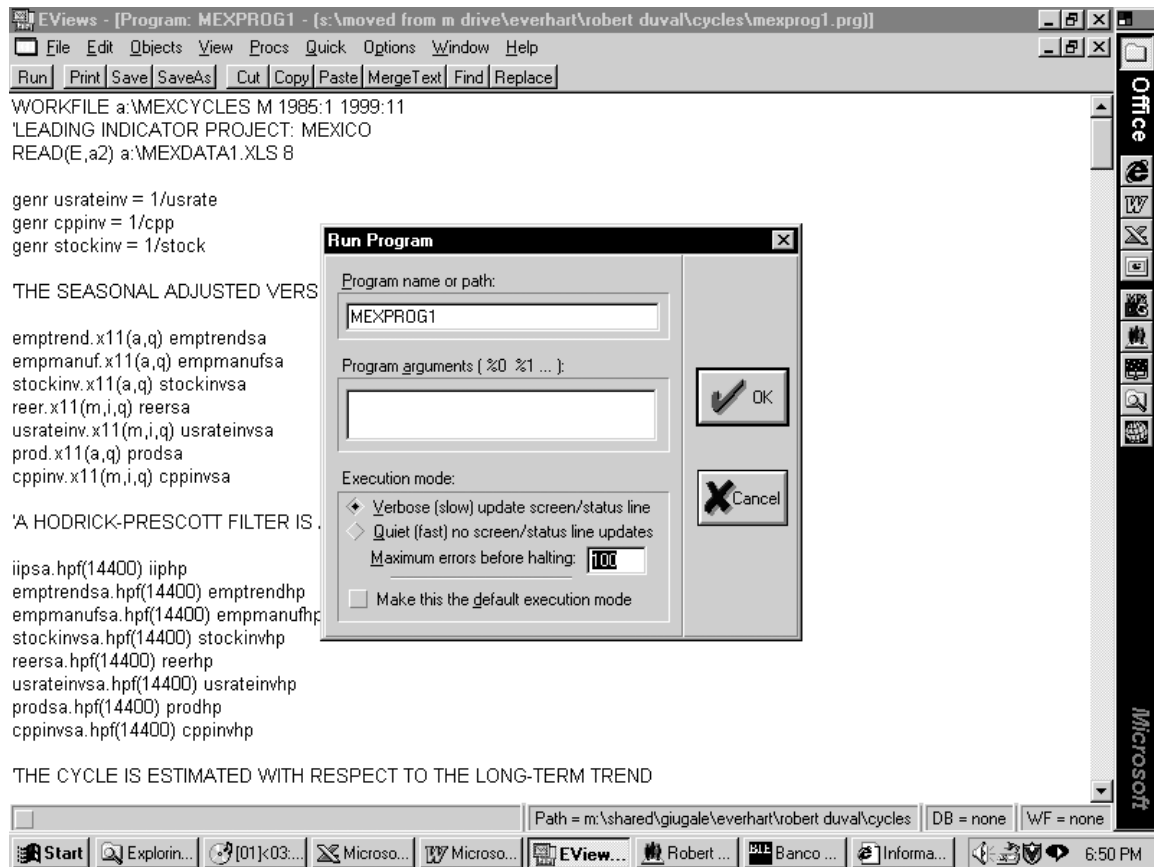 EViews - [Program: MEXPROG1 - (s:\moved from m drive\everhart\robert duval\cycles\mexprog1.prg)]
File Edit Objects View Procs Quick Options Window Help
Run Print Save SaveAs Cut Copy Paste MergeText Find Replace
WORKFILE a:\MEXCYCLES M 1985:1 1999:11
'LEADING INDICATOR PROJECT: MEXICO
READ(E,a2) a:\MEXDATA1.XLS 8
genr usrateinv = 1/usrate
genr cppinv = 1/cpp
genr stockinv = 1/stock
'THE SEASONAL ADJUSTED VERS
emptrend.x11(a,q) emptrendsa
empmanuf.x11(a,q) empmanufsa
stockinv.x11(a,q) stockinvsa
reer.x11(m,i,q) reersa
usrateinv.x11(m,i,q) usrateinvsa
prod.x11(a,q) prodsa
cppinv.x11(m,i,q) cppinvsa
'A HODRICK-PRESCOTT FILTER IS
iipsa.hpf(14400) iiphp
emptrendsa.hpf(14400) emptrendhp
empmanufsa.hpf(14400) empmanufhp
stockinvsa.hpf(14400) stockinvhp
reersa.hpf(14400) reerhp
usrateinvsa.hpf(14400) usrateinvhp
prodsa.hpf(14400) prodhp
cppinvsa.hpf(14400) cppinvhp
'THE CYCLE IS ESTIMATED WITH RESPECT TO THE LONG-TERM TREND
Run Program
Program name or path:
MEXPROG1
Program arguments ( %0 %1 ... ):
Execution mode:
Verbose (slow) update screen/status line
Quiet (fast) no screen/status line updates
Maximum errors before halting: 100
Make this the default execution mode
OK
Cancel
Office
Microsoft
Path = m:\shared\giugale\everhart\robert duval\cycles DB = none WF = none
Start Explorin... [01]<03:... Microso... Microso... EView... Robert ... Banco ... Informa... 6:50 PM